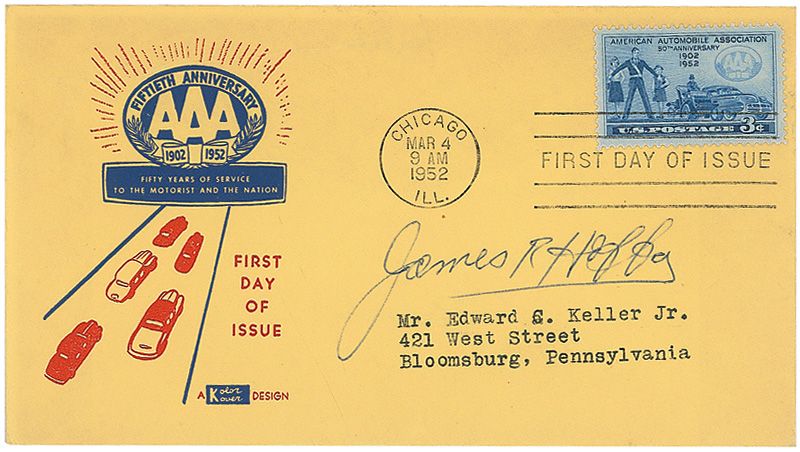 FIFTIETH ANNIVERSARY
AAA
1902 1952
FIFTY YEARS OF SERVICE
TO THE MOTORIST AND THE NATION
FIRST
DAY
OF
ISSUE
A Kolor Kover DESIGN
CHICAGO
MAR 4
9 AM
1952
ILL.
AMERICAN AUTOMOBILE ASSOCIATION
50TH ANNIVERSARY
1902
1952
AAA
U.S. POSTAGE 3¢
FIRST DAY OF ISSUE
James R Hoffa
Mr. Edward G. Keller Jr.
421 West Street
Bloomsburg, Pennsylvania